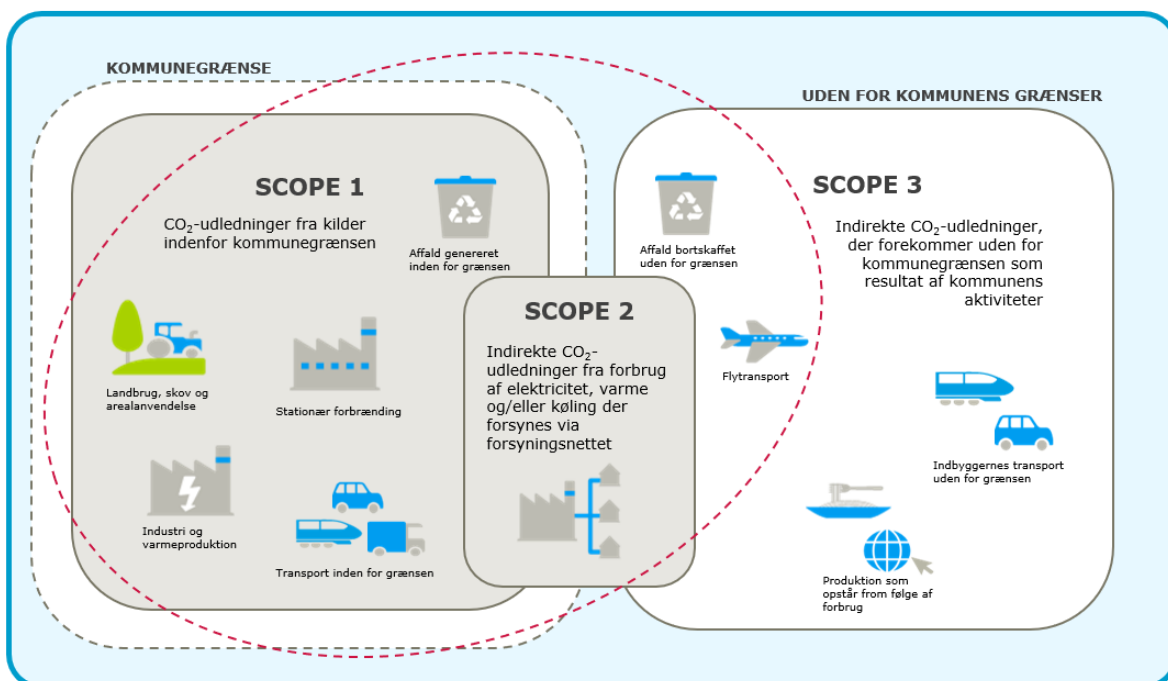 KOMMUNEGRÆNSE
UDEN FOR KOMMUNENS GRÆNSER
SCOPE 1
CO₂-udledninger fra kilder
indenfor kommunegrænsen
Affald genereret
inden for grænsen
Landbrug, skov og
arealanvendelse
Stationær forbrænding
Industri og
varmeproduktion
Transport inden for grænsen
SCOPE 2
Indirekte CO₂-
udledninger fra forbrug
af elektricitet, varme
og/eller køling der
forsynes via
forsyningsnettet
SCOPE 3
Affald bortskaffet
uden for grænsen
Indirekte CO₂-udledninger,
der forekommer uden for
kommunegrænsen som
resultat af kommunens
aktiviteter
Flytransport
Indbyggernes transport
uden for grænsen
Produktion som
opstår from følge af
forbrug